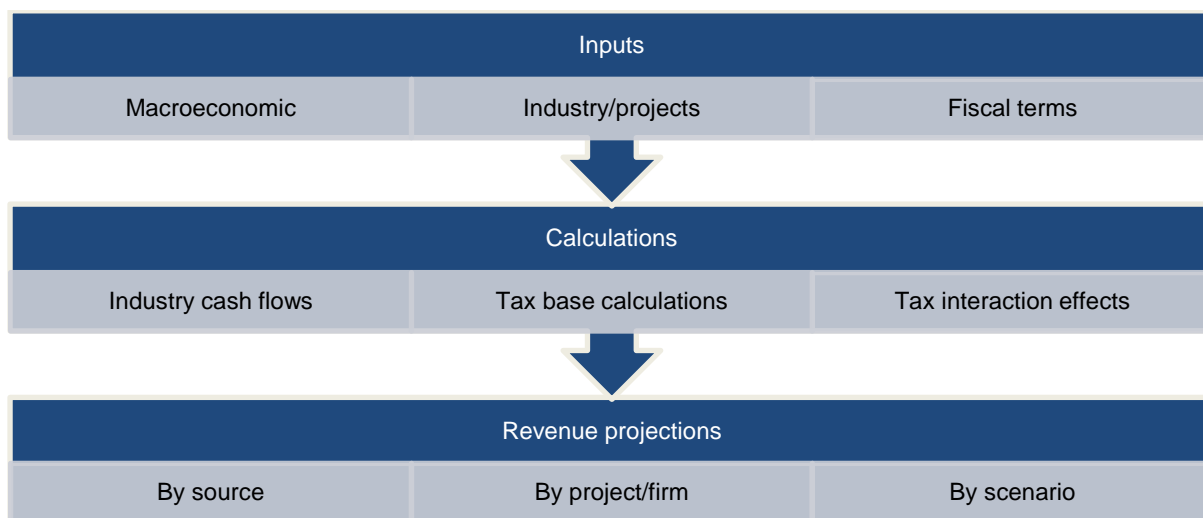 Inputs
Macroeconomic
Industry/projects
Fiscal terms
Calculations
Industry cash flows
Tax base calculations
Tax interaction effects
Revenue projections
By source
By project/firm
By scenario